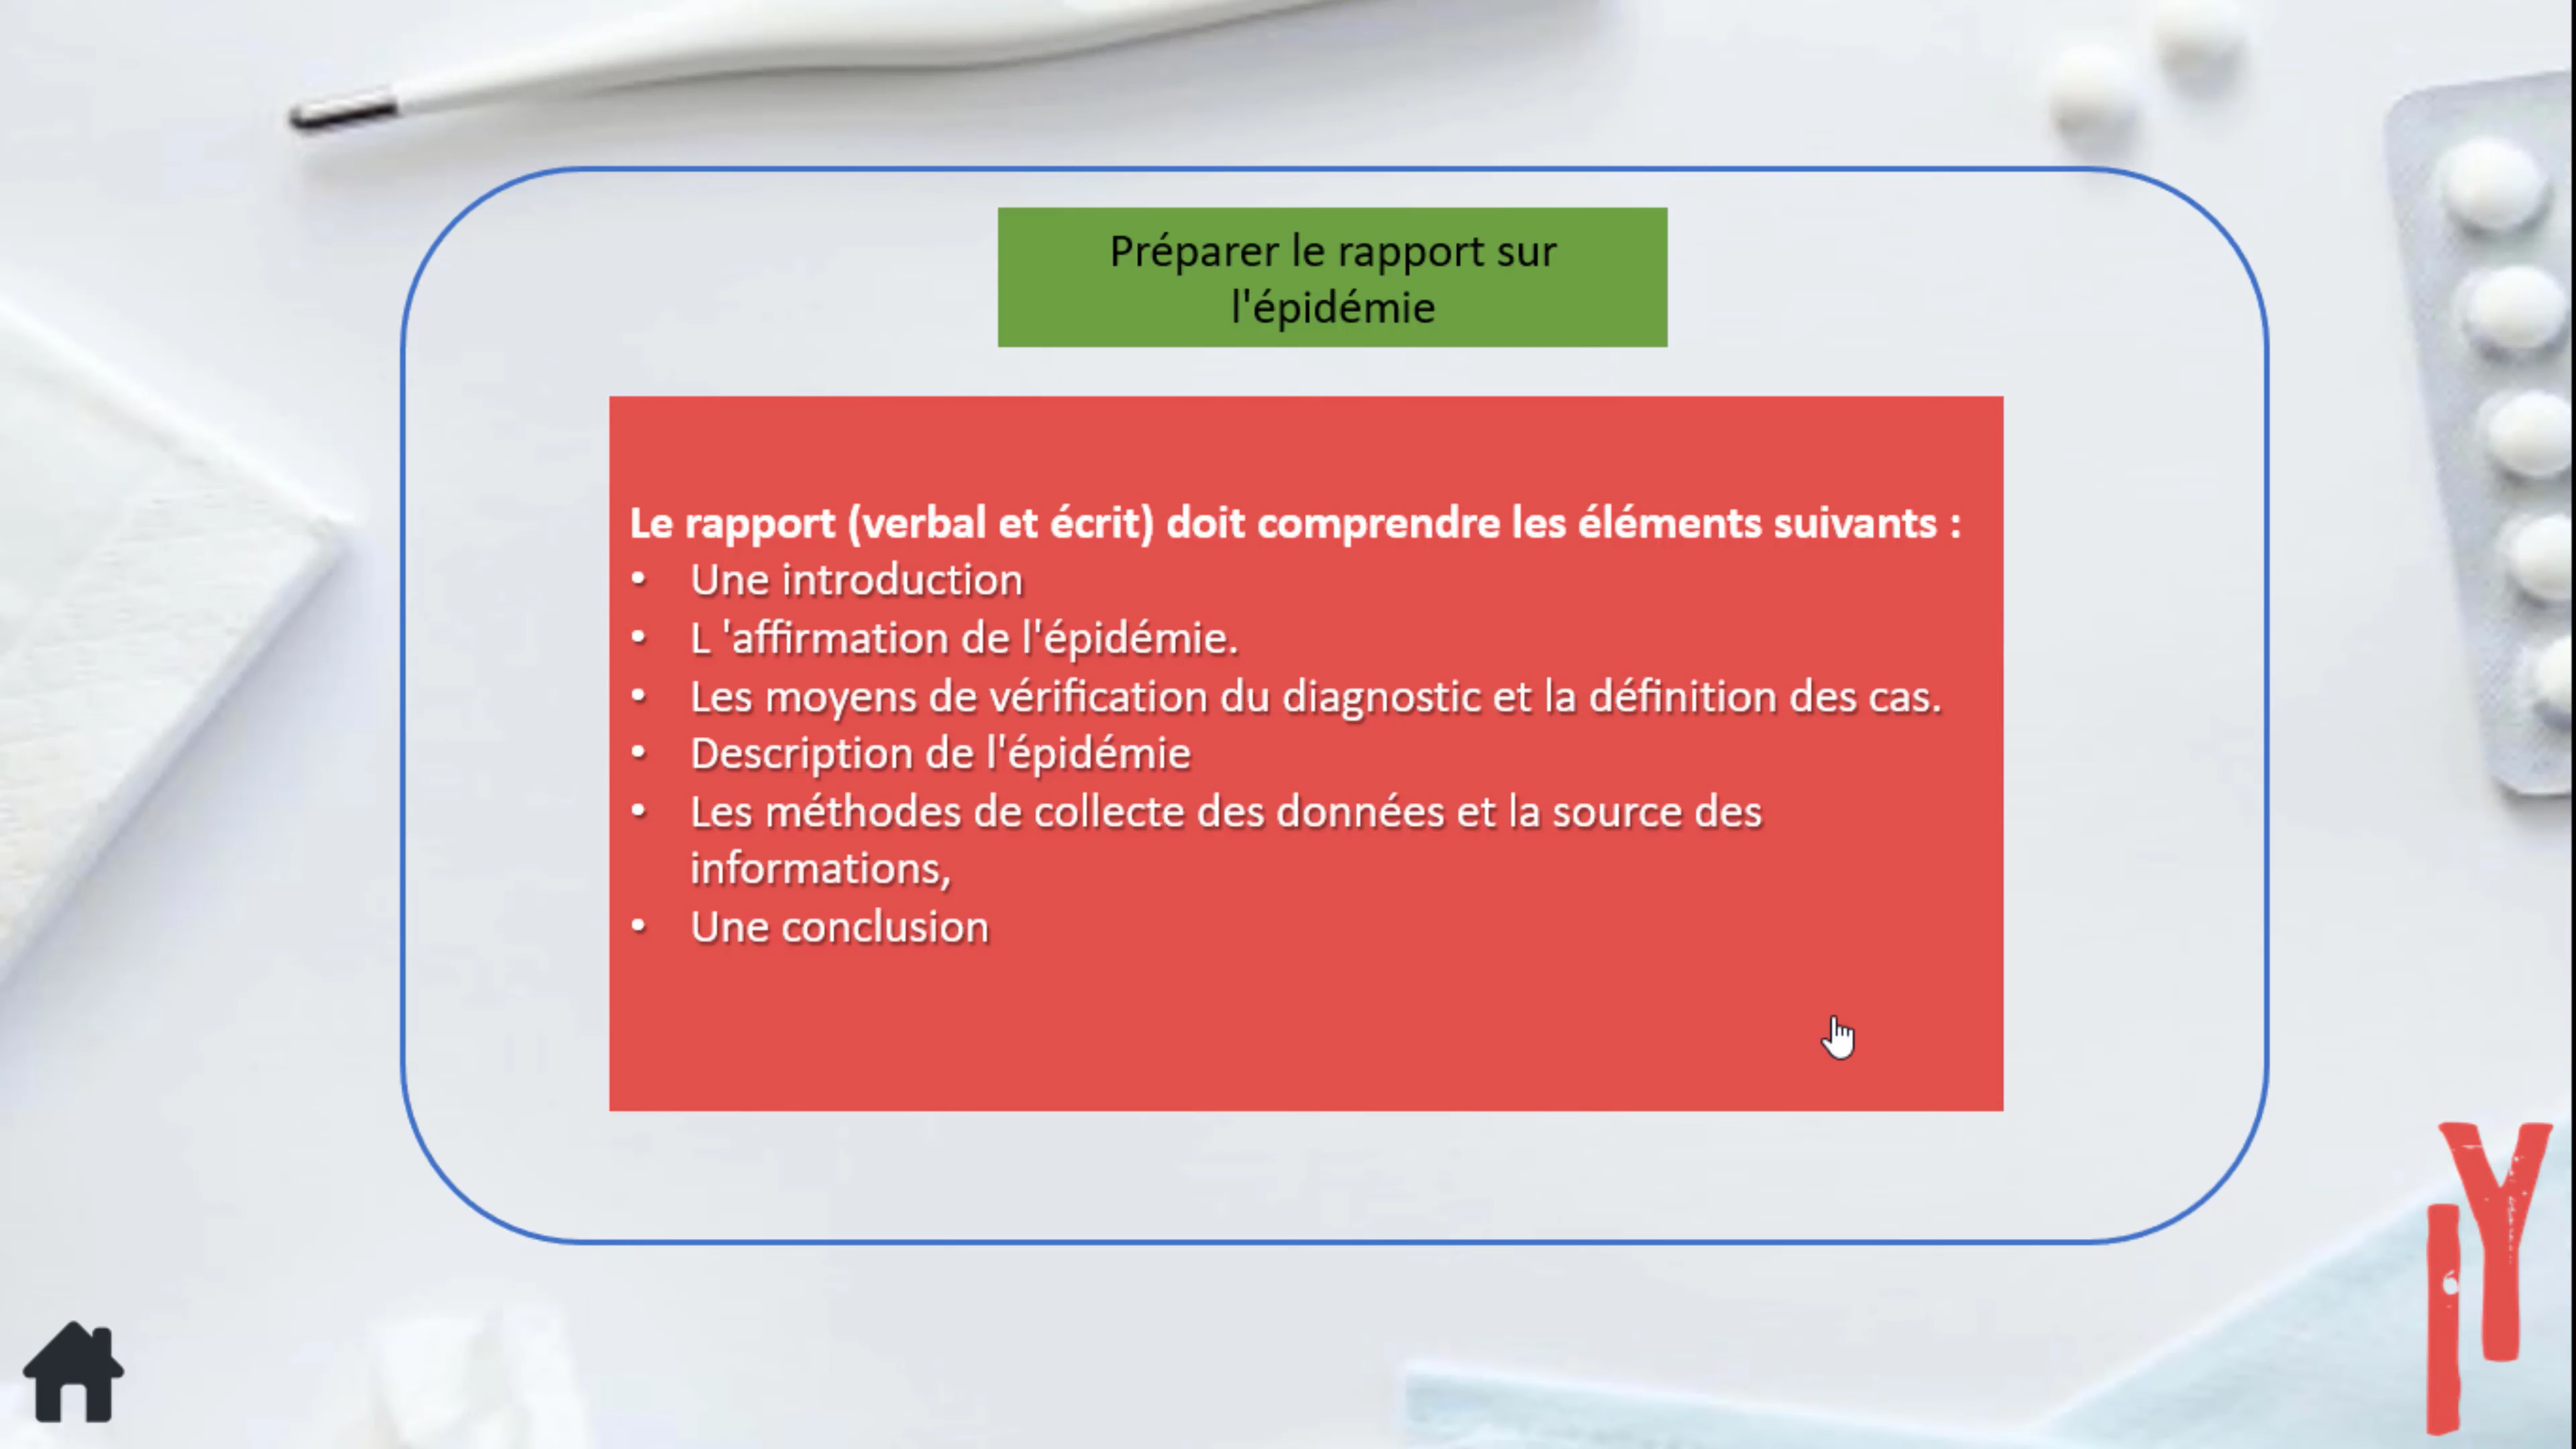 Préparer le rapport sur
l'épidémie
Le rapport (verbal et écrit) doit comprendre les éléments suivants :
• Une introduction
• L 'affirmation de l'épidémie.
• Les moyens de vérification du diagnostic et la définition des cas.
• Description de l'épidémie
• Les méthodes de collecte des données et la source des
informations,
• Une conclusion